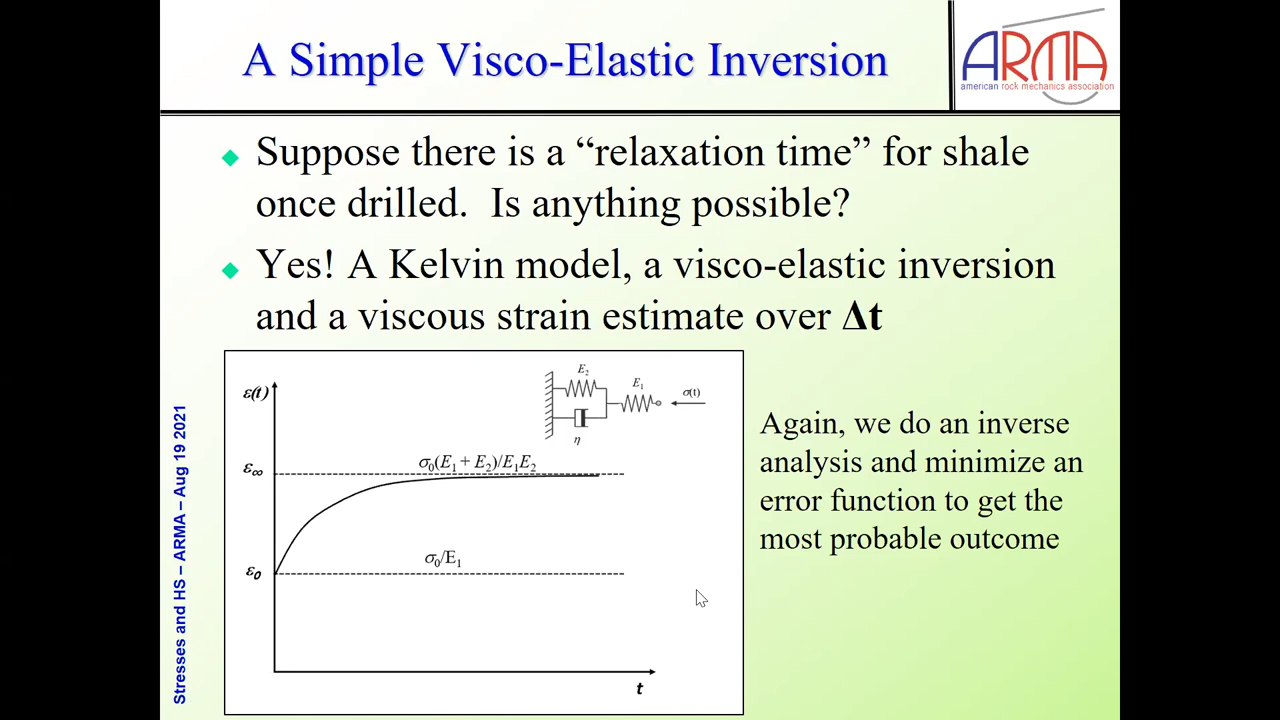 A Simple Visco-Elastic Inversion
ARMA
american rock mechanics association
Suppose there is a “relaxation time” for shale
once drilled. Is anything possible?
Yes! A Kelvin model, a visco-elastic inversion
and a viscous strain estimate over Δt
ε(t)
E₂
E₁
σ(t)
η
ε∞
σ₀(E₁ + E₂)/E₁E₂
σ₀/E₁
ε₀
t
Again, we do an inverse
analysis and minimize an
error function to get the
most probable outcome
Stresses and HS – ARMA – Aug 19 2021